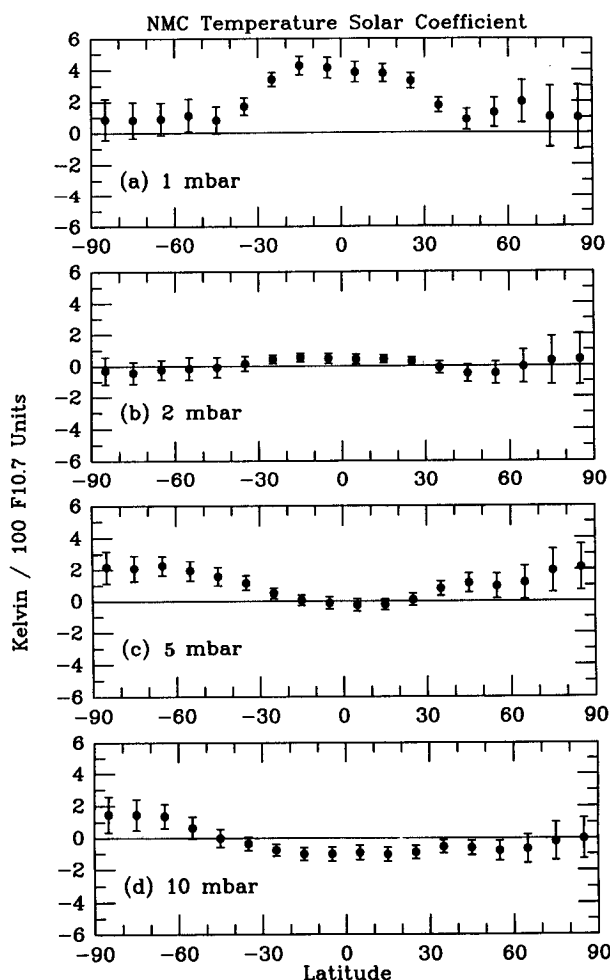 NMC Temperature Solar Coefficient
6
4
2
0
−2
−4
−6
(a) 1 mbar
−90 −60 −30 0 30 60 90
6
4
2
0
−2
−4
−6
(b) 2 mbar
−90 −60 −30 0 30 60 90
Kelvin / 100 F10.7 Units
6
4
2
0
−2
−4
−6
(c) 5 mbar
−90 −60 −30 0 30 60 90
6
4
2
0
−2
−4
−6
(d) 10 mbar
−90 −60 −30 0 30 60 90
Latitude